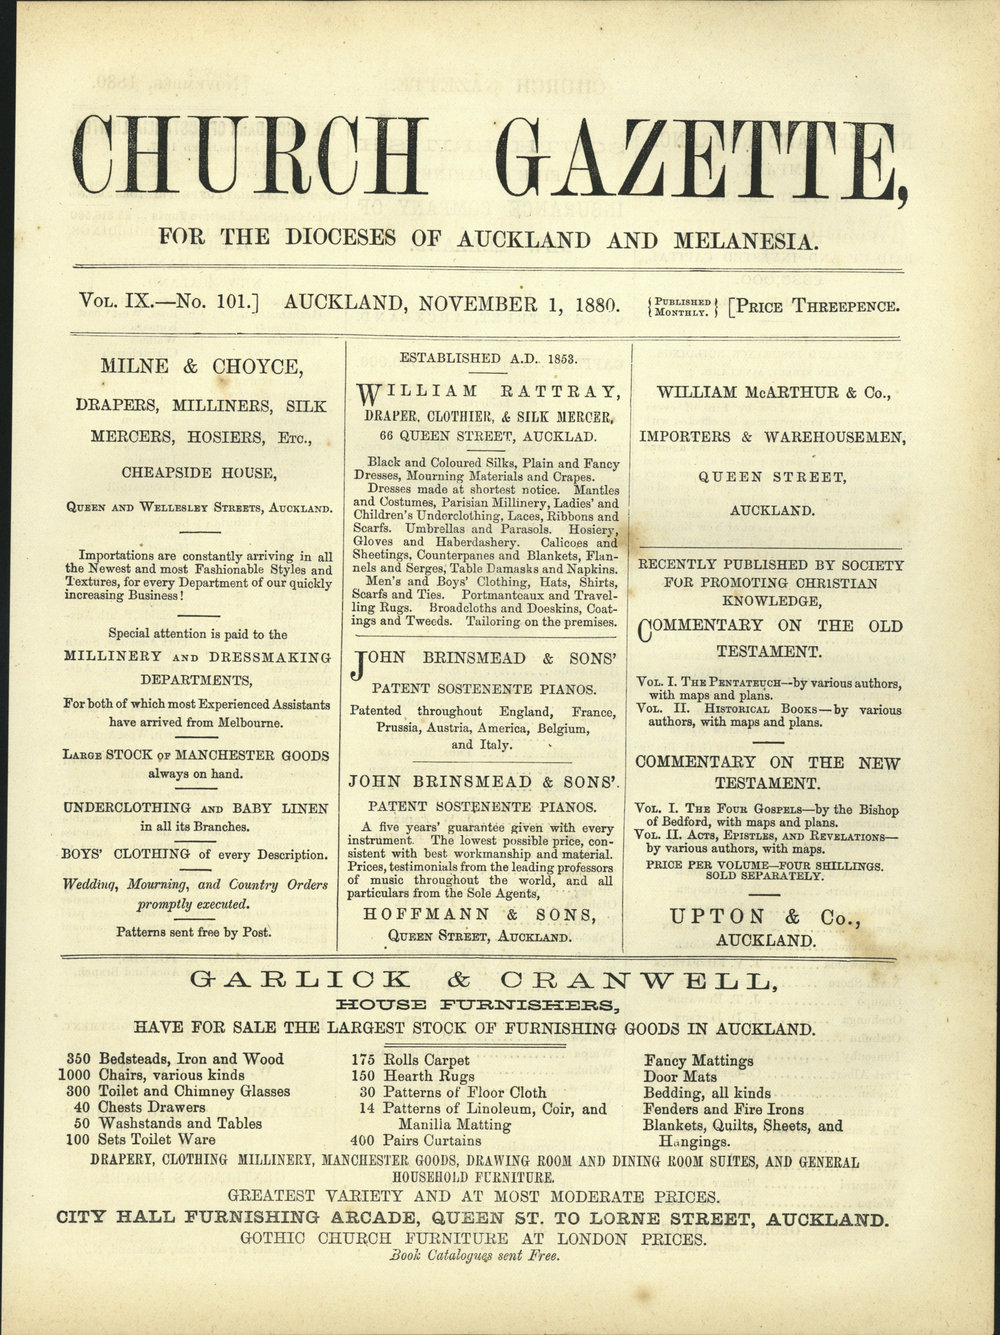 CHURCH GAZETTE,
FOR THE DIOCESES OF AUCKLAND AND MELANESIA.
VOL. IX.—No. 101.] AUCKLAND, NOVEMBER 1, 1880. {PUBLISHED MONTHLY.} [PRICE THREEPENCE.
MILNE & CHOYCE,
DRAPERS, MILLINERS, SILK
MERCERS, HOSIERS, ETC.,
CHEAPSIDE HOUSE,
QUEEN AND WELLESLEY STREETS, AUCKLAND.
Importations are constantly arriving in all
the Newest and most Fashionable Styles and
Textures, for every Department of our quickly
increasing Business!
Special attention is paid to the
MILLINERY AND DRESSMAKING
DEPARTMENTS,
For both of which most Experienced Assistants
have arrived from Melbourne.
LARGE STOCK OF MANCHESTER GOODS
always on hand.
UNDERCLOTHING AND BABY LINEN
in all its Branches.
BOYS' CLOTHING of every Description.
Wedding, Mourning, and Country Orders
promptly executed.
Patterns sent free by Post.
ESTABLISHED A.D. 1853.
WILLIAM RATTRAY,
DRAPER, CLOTHIER, & SILK MERCER,
66 QUEEN STREET, AUCKLAD.
Black and Coloured Silks, Plain and Fancy
Dresses, Mourning Materials and Crapes.
Dresses made at shortest notice. Mantles
and Costumes, Parisian Millinery, Ladies' and
Children's Underclothing, Laces, Ribbons and
Scarfs. Umbrellas and Parasols. Hosiery,
Gloves and Haberdashery. Calicoes and
Sheetings, Counterpanes and Blankets, Flan-
nels and Serges, Table Damasks and Napkins.
Men's and Boys' Clothing, Hats, Shirts,
Scarfs and Ties. Portmanteaux and Travel-
ling Rugs. Broadcloths and Doeskins, Coat-
ings and Tweeds. Tailoring on the premises.
JOHN BRINSMEAD & SONS'
PATENT SOSTENENTE PIANOS.
Patented throughout England, France,
Prussia, Austria, America, Belgium,
and Italy.
JOHN BRINSMEAD & SONS'.
PATENT SOSTENENTE PIANOS.
A five years' guarantee given with every
instrument. The lowest possible price, con-
sistent with best workmanship and material.
Prices, testimonials from the leading professors
of music throughout the world, and all
particulars from the Sole Agents,
HOFFMANN & SONS,
QUEEN STREET, AUCKLAND.
WILLIAM McARTHUR & Co.,
IMPORTERS & WAREHOUSEMEN,
QUEEN STREET,
AUCKLAND.
RECENTLY PUBLISHED BY SOCIETY
FOR PROMOTING CHRISTIAN
KNOWLEDGE,
COMMENTARY ON THE OLD
TESTAMENT.
VOL. I. THE PENTATEUCH—by various authors,
with maps and plans.
VOL. II. HISTORICAL BOOKS—by various
authors, with maps and plans.
COMMENTARY ON THE NEW
TESTAMENT.
VOL. I. THE FOUR GOSPELS—by the Bishop
of Bedford, with maps and plans.
VOL. II. ACTS, EPISTLES, AND REVELATIONS—
by various authors, with maps.
PRICE PER VOLUME—FOUR SHILLINGS.
SOLD SEPARATELY.
UPTON & Co.,
AUCKLAND.
GARLICK & CRANWELL,
HOUSE FURNISHERS,
HAVE FOR SALE THE LARGEST STOCK OF FURNISHING GOODS IN AUCKLAND.
350 Bedsteads, Iron and Wood
1000 Chairs, various kinds
300 Toilet and Chimney Glasses
40 Chests Drawers
50 Washstands and Tables
100 Sets Toilet Ware
175 Rolls Carpet
150 Hearth Rugs
30 Patterns of Floor Cloth
14 Patterns of Linoleum, Coir, and
Manilla Matting
400 Pairs Curtains
Fancy Mattings
Door Mats
Bedding, all kinds
Fenders and Fire Irons
Blankets, Quilts, Sheets, and
Hangings.
DRAPERY, CLOTHING MILLINERY, MANCHESTER GOODS, DRAWING ROOM AND DINING ROOM SUITES, AND GENERAL
HOUSEHOLD FURNITURE.
GREATEST VARIETY AND AT MOST MODERATE PRICES.
CITY HALL FURNISHING ARCADE, QUEEN ST. TO LORNE STREET, AUCKLAND.
GOTHIC CHURCH FURNITURE AT LONDON PRICES.
Book Catalogues sent Free.